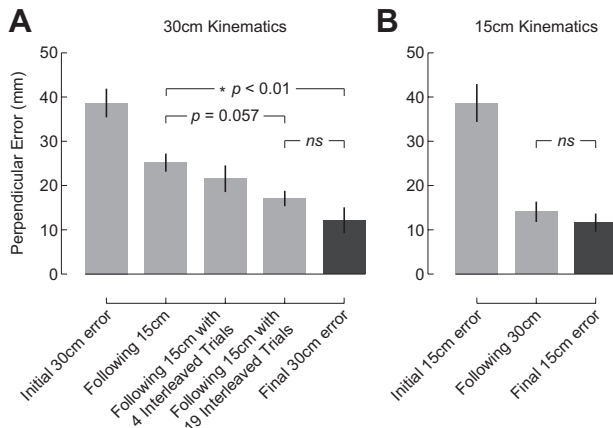 A
30cm Kinematics
Perpendicular Error (mm)
50
40
30
20
10
0
* p < 0.01
p = 0.057
ns
Initial 30cm error
Following 15cm
Following 15cm with
4 Interleaved Trials
Following 15cm with
19 Interleaved Trials
Final 30cm error
B
15cm Kinematics
50
40
30
20
10
0
ns
Initial 15cm error
Following 30cm
Final 15cm error